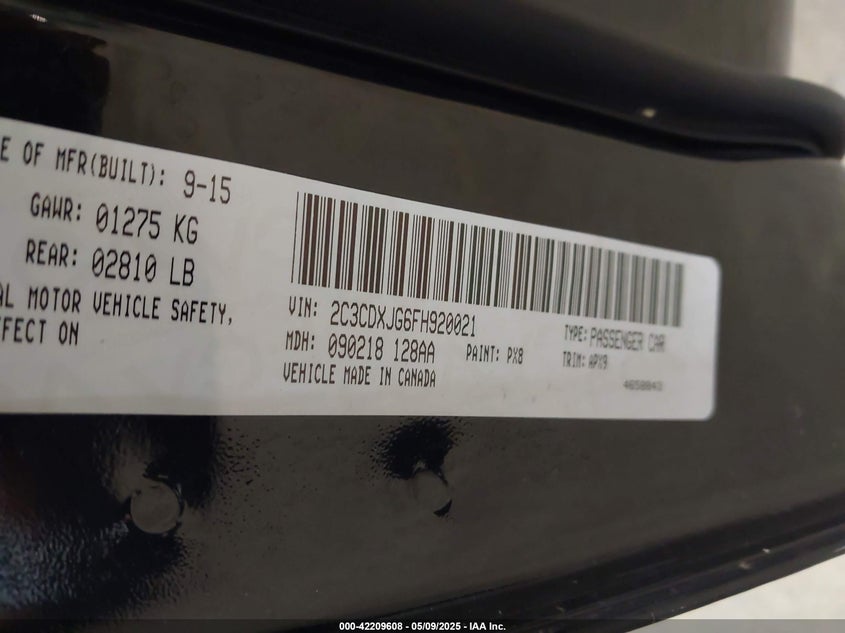 E OF MFR(BUILT): 9-15
GAWR: 01275 KG
REAR: 02810 LB
AL MOTOR VEHICLE SAFETY,
FFECT ON
VIN: 2C3CDXJG6FH920021
MDH: 090218 128AA
PAINT: PX8
VEHICLE MADE IN CANADA
TYPE: PASSENGER CAR
TRIM: APX9
4658843
000-42209608 - 05/09/2025 - IAA Inc.